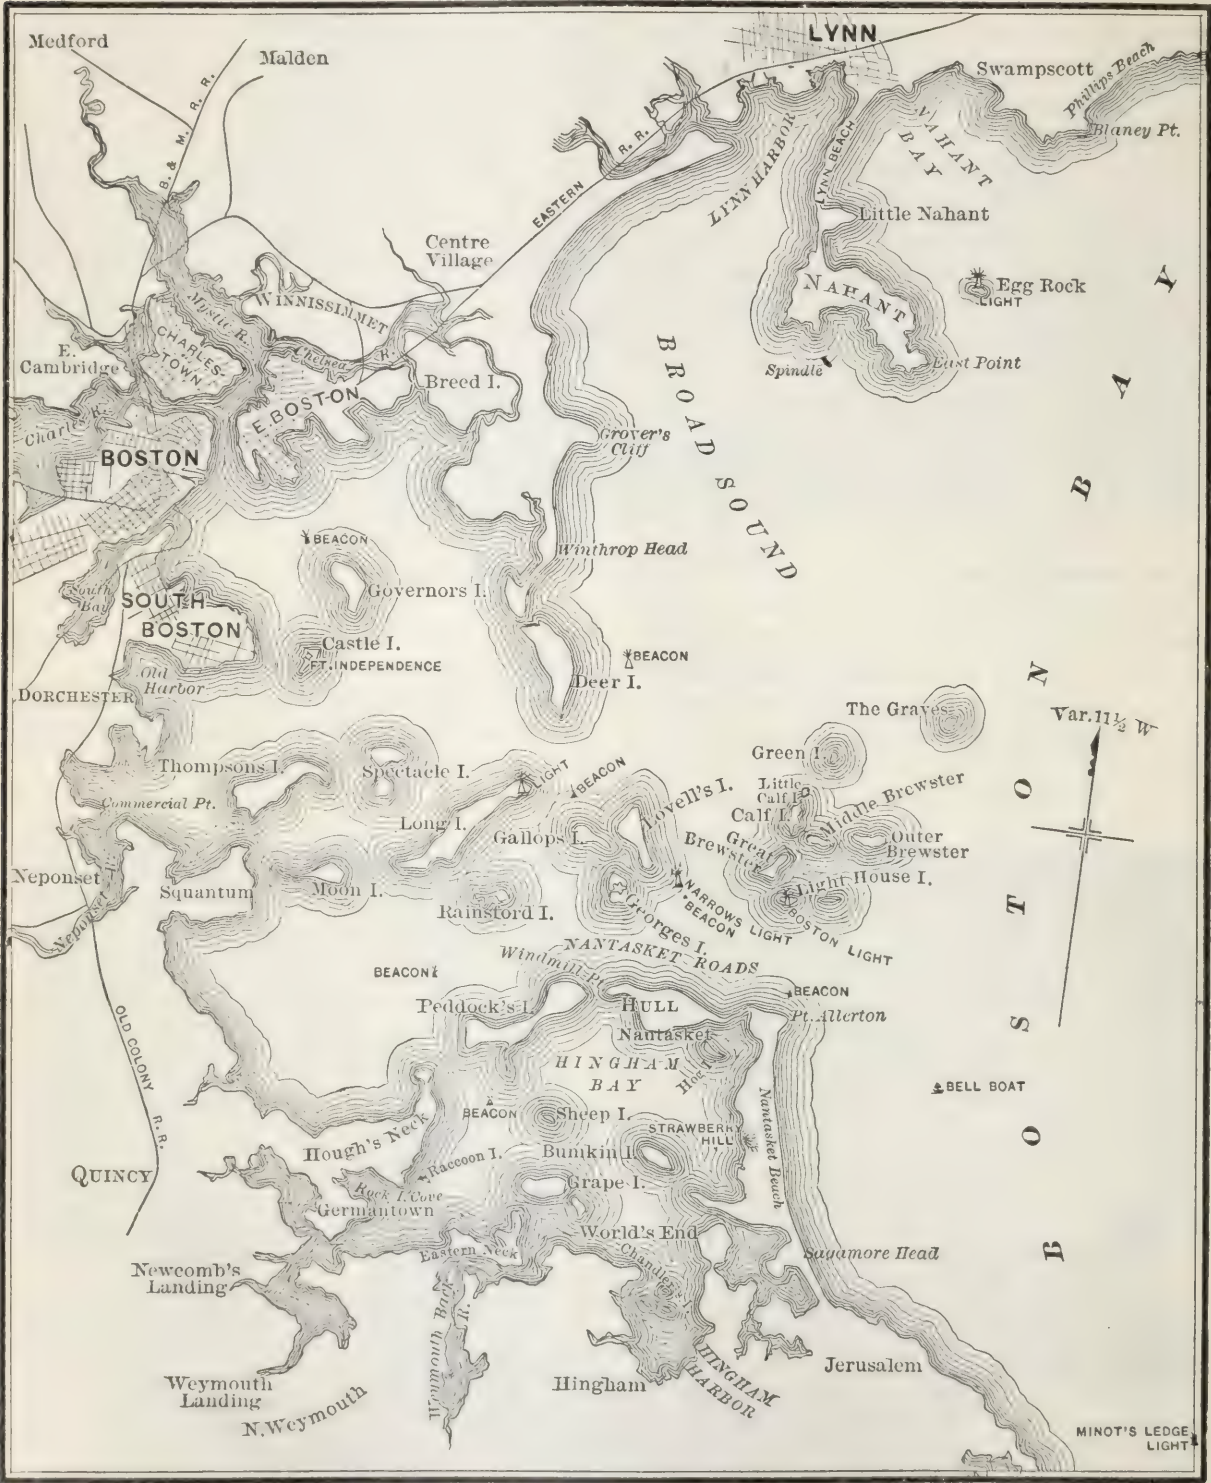 Medford
Malden
B. & M. R. R.
LYNN
Swampscott
Phillips Beach
Blaney Pt.
NAHANT
BAY
LYNN HARBOR
LYNN BEACH
Little Nahant
EASTERN R. R.
Centre
Village
WINNISSIMMET
Mystic R.
CHARLES-
TOWN
Chelsea R.
E.
Cambridge
Charles R.
E. BOSTON
Breed I.
BOSTON
NAHANT
Egg Rock
LIGHT
Spindle
East Point
BROAD SOUND
BOSTON BAY
Grover's
Cliff
Winthrop Head
BEACON
Governors I.
South
Bay
SOUTH
BOSTON
Castle I.
FT. INDEPENDENCE
Old
Harbor
DORCHESTER
BEACON
Deer I.
The Graves
Var. 11½ W
Green I.
Little
Calf I.
Calf I.
Middle Brewster
Outer
Brewster
Great
Brewster
Light House I.
BOSTON LIGHT
Thompsons I.
Spectacle I.
LIGHT
BEACON
Lovell's I.
Commercial Pt.
Long I.
Gallops I.
Neponset
Squantum
Moon I.
Rainsford I.
Georges I.
NARROWS LIGHT
BEACON
Neponset
NANTASKET ROADS
Windmill Pt.
BEACON
Peddock's I.
HULL
BEACON
Pt. Allerton
Nantasket
Hog I.
HINGHAM
BAY
OLD COLONY R. R.
BELL BOAT
BEACON
Sheep I.
STRAWBERRY
HILL
Nantasket Beach
Hough's Neck
Bumkin I.
Raccoon I.
QUINCY
Rock I. Cove
Grape I.
Germantown
World's End
Eastern Neck
Sagamore Head
Newcomb's
Landing
Weymouth Back R.
Jerusalem
Weymouth
Landing
N. Weymouth
Hingham
HINGHAM
HARBOR
MINOT'S LEDGE
LIGHT